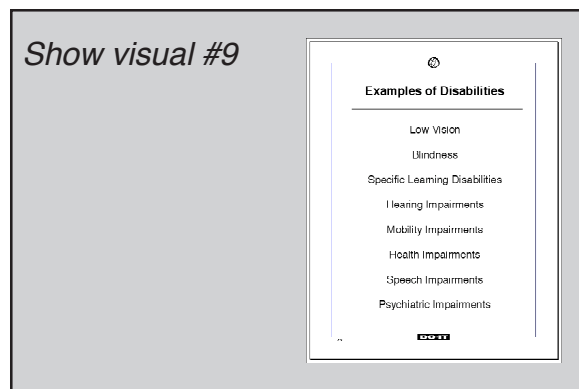 Show visual #9
Examples of Disabilities
Low Vision
Blindness
Specific Learning Disabilities
Hearing Impairments
Mobility Impairments
Health Impairments
Speech Impairments
Psychiatric Impairments
DO-IT